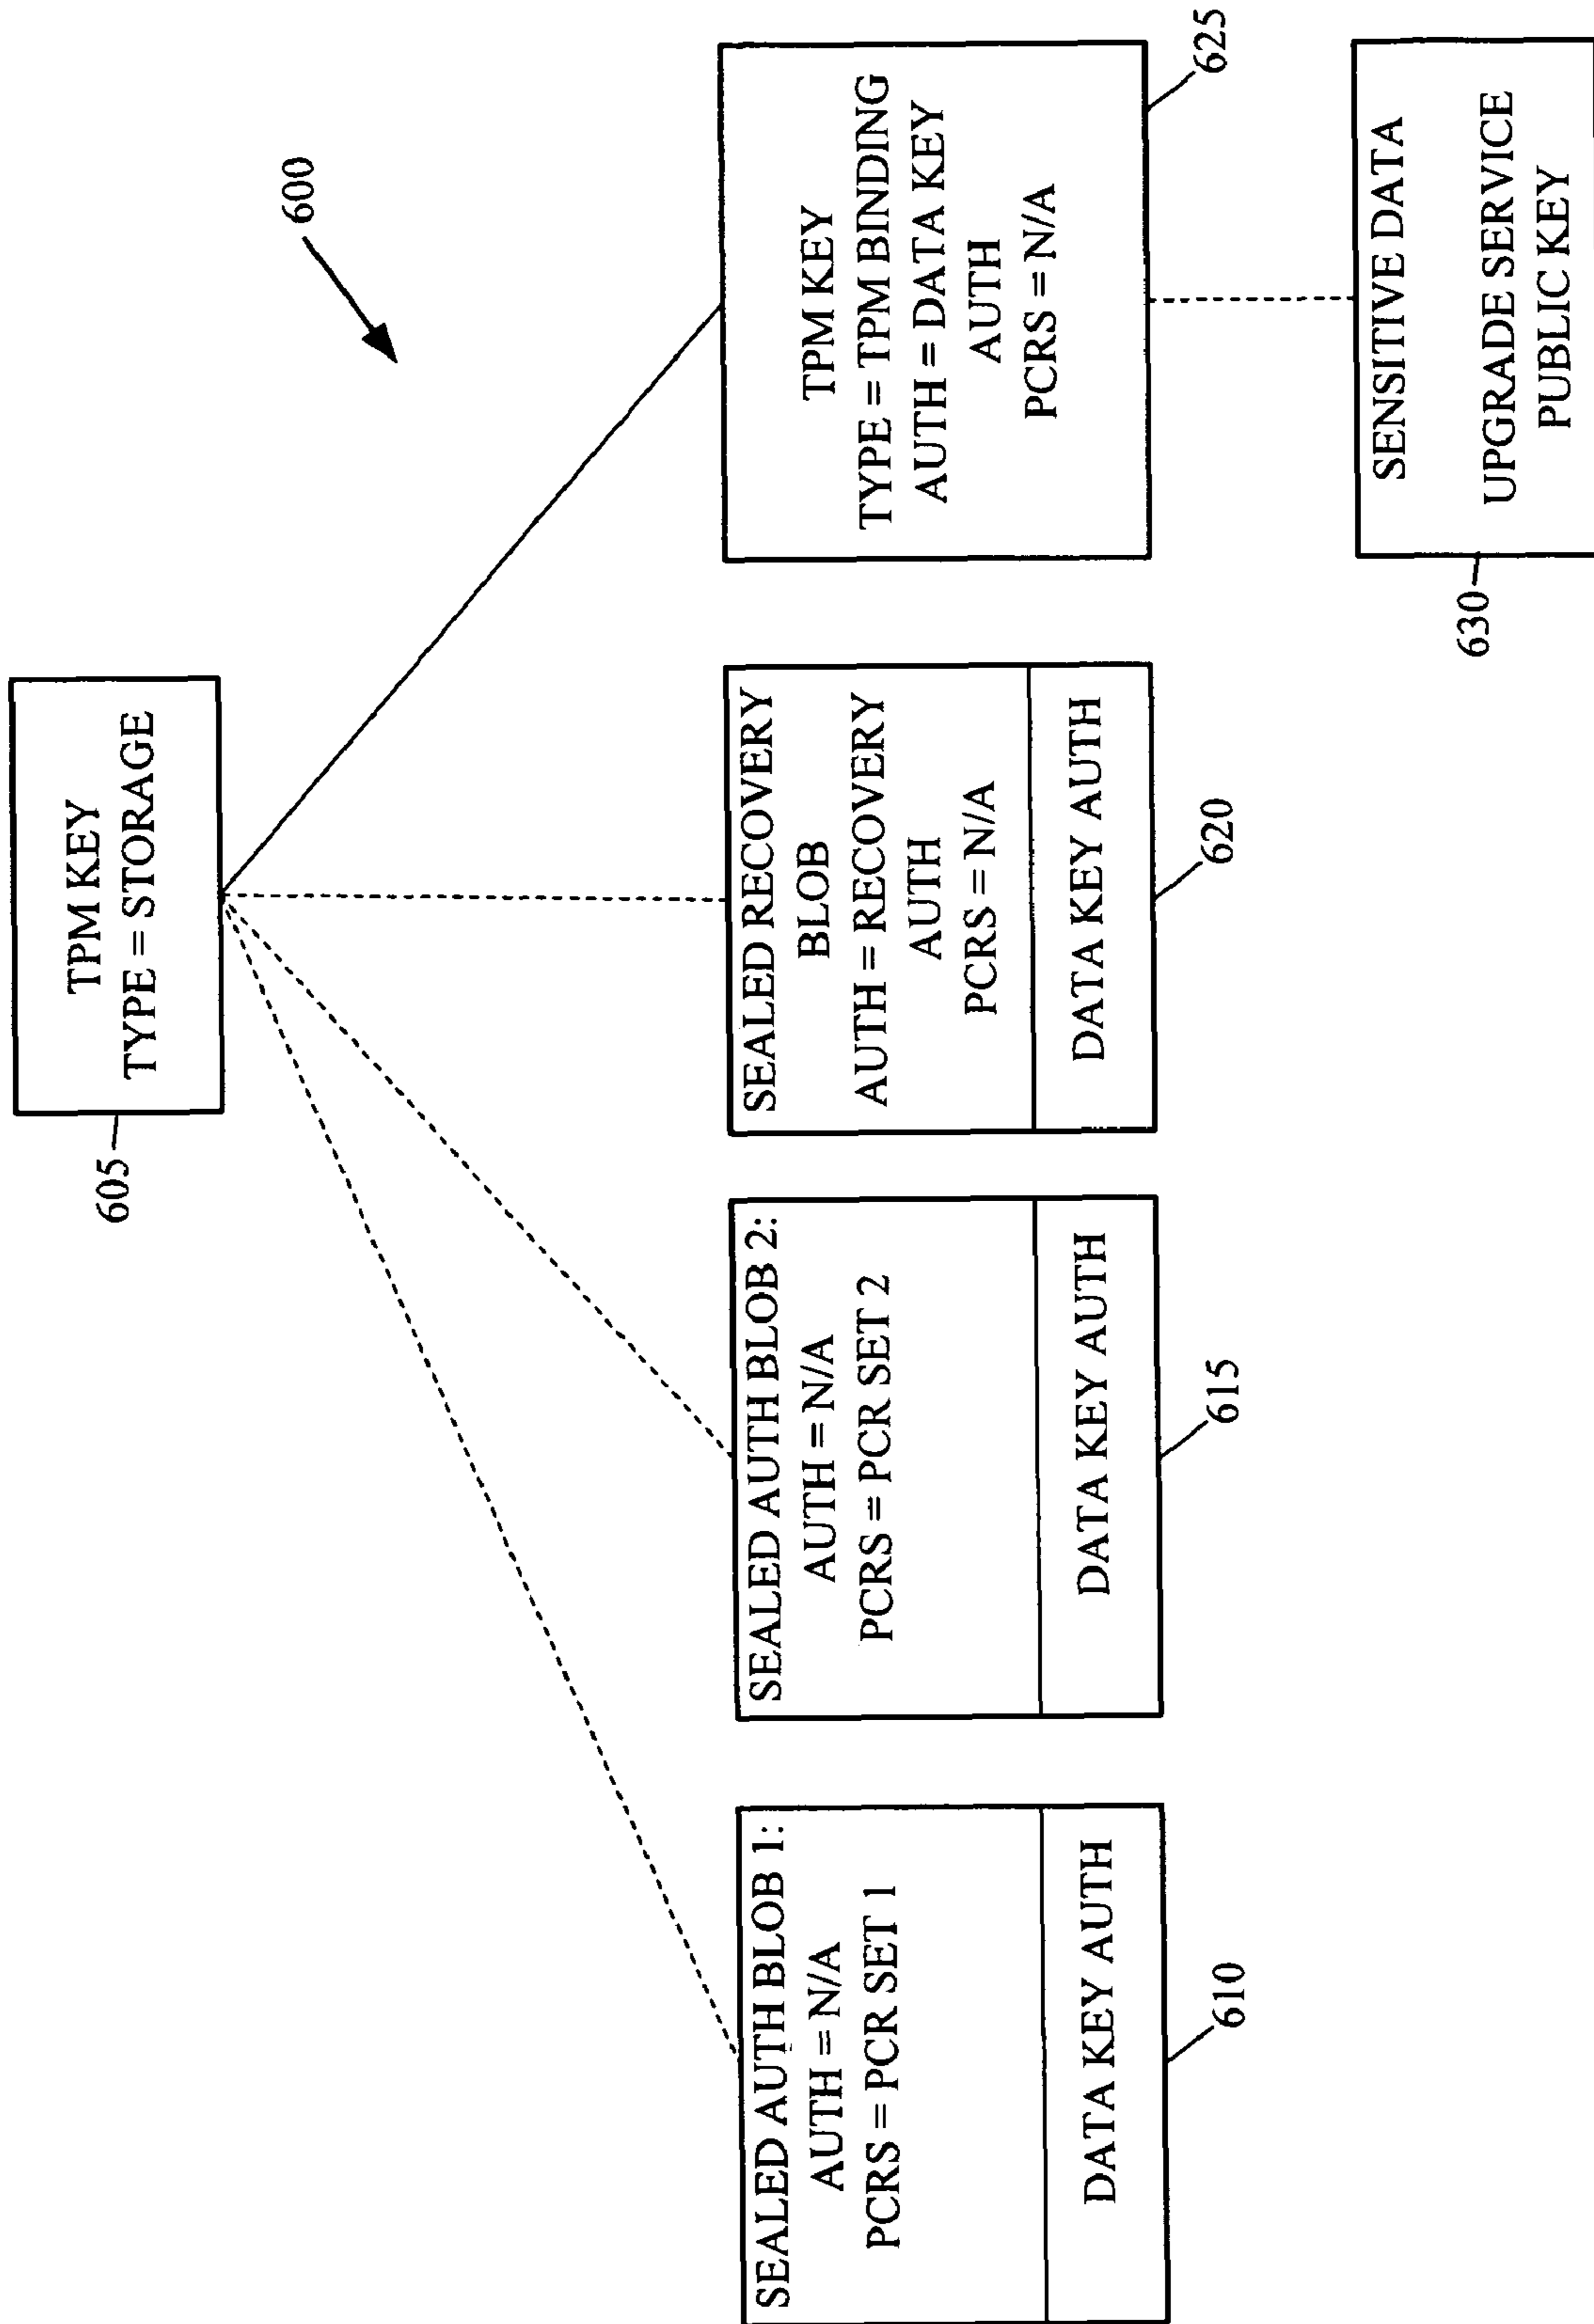 600
TPM KEY
TYPE = STORAGE
605
SEALED AUTH BLOB 1:
AUTH = N/A
PCRS = PCR SET 1
DATA KEY AUTH
610
SEALED AUTH BLOB 2:
AUTH = N/A
PCRS = PCR SET 2
DATA KEY AUTH
615
SEALED RECOVERY
BLOB
AUTH = RECOVERY
AUTH
PCRS = N/A
DATA KEY AUTH
620
TPM KEY
TYPE = TPM BINDING
AUTH = DATA KEY
AUTH
PCRS = N/A
625
SENSITIVE DATA
UPGRADE SERVICE
PUBLIC KEY
630